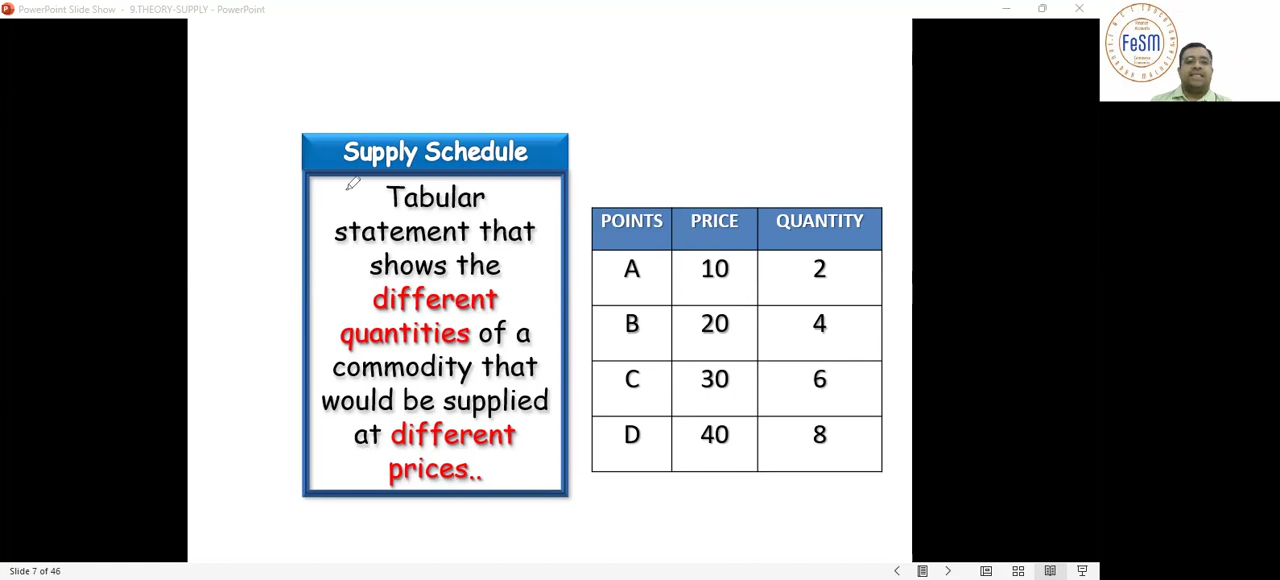 PowerPoint Slide Show - 9.THEORY-SUPPLY - PowerPoint
FeSM
Supply Schedule
Tabular
statement that
shows the
different
quantities of a
commodity that
would be supplied
at different
prices..
POINTS PRICE QUANTITY
A 10 2
B 20 4
C 30 6
D 40 8
Slide 7 of 46